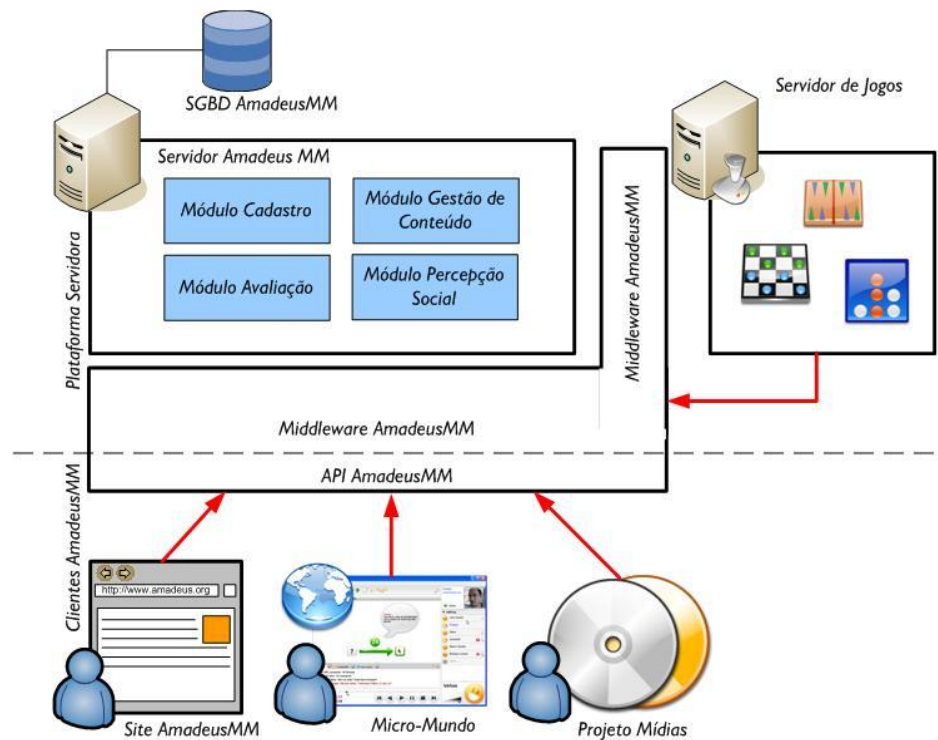 SGBD AmadeusMM
Servidor de Jogos
Servidor Amadeus MM
Módulo Cadastro
Módulo Gestão de
Conteúdo
Módulo Avaliação
Módulo Percepção
Social
Plataforma Servidora
Middleware AmadeusMM
Middleware AmadeusMM
API AmadeusMM
Clientes AmadeusMM
http://www.amadeus.org
Site AmadeusMM
Micro-Mundo
Projeto Mídias